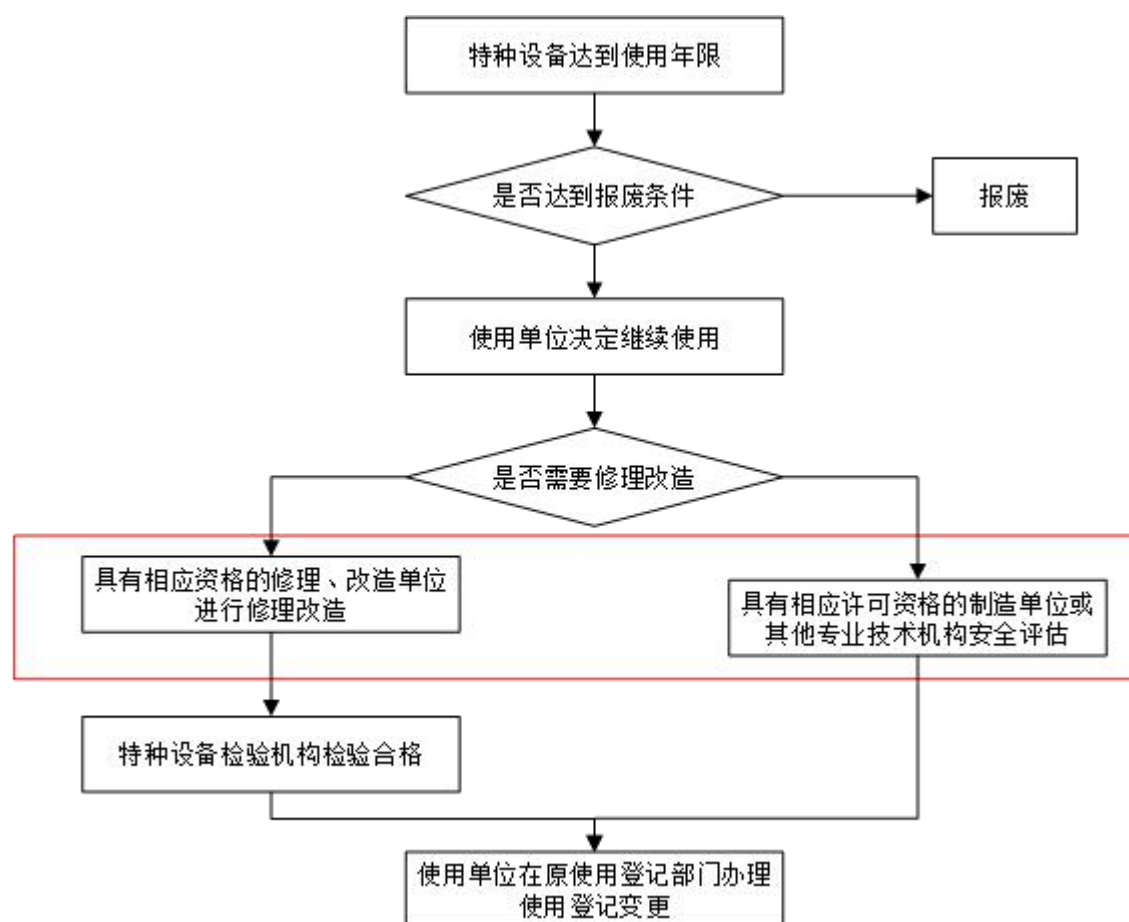 特种设备达到使用年限
是否达到报废条件
报废
使用单位决定继续使用
是否需要修理改造
具有相应资格的修理、改造单位
进行修理改造
具有相应许可资格的制造单位或
其他专业技术机构安全评估
特种设备检验机构检验合格
使用单位在原使用登记部门办理
使用登记变更